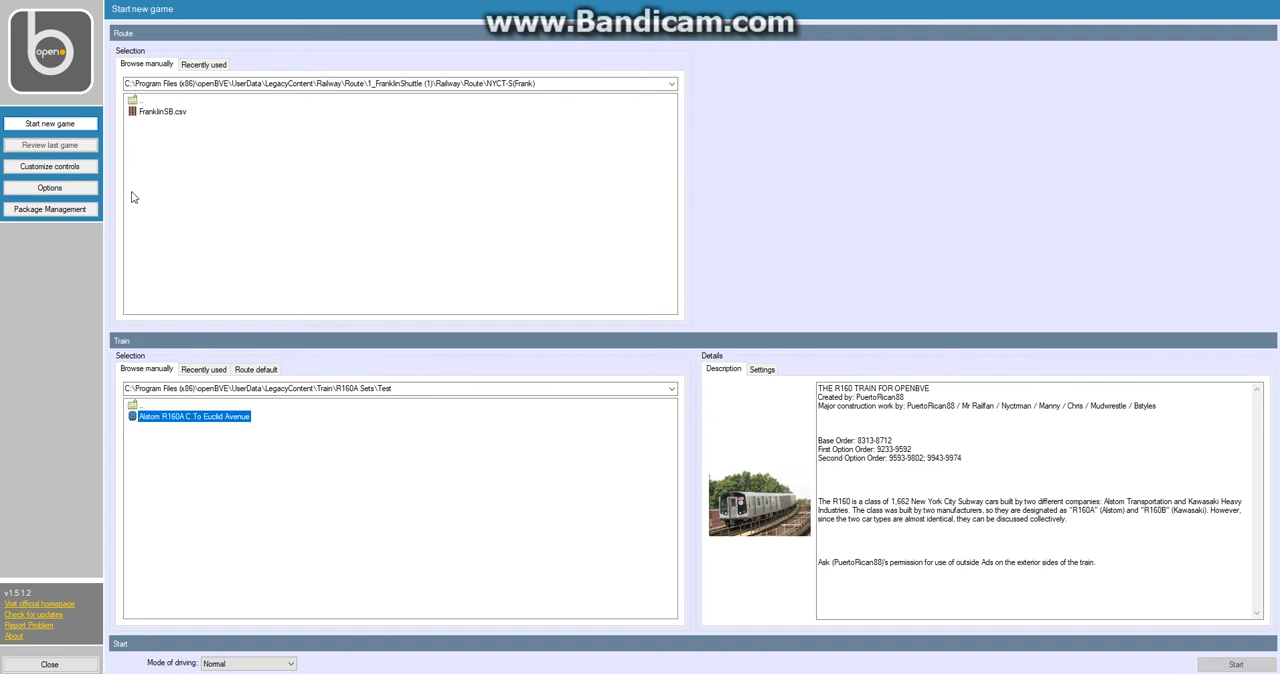 www.Bandicam.com
open
Start new game
Route
Selection
Browse manually
Recently used
C:\Program Files (x86)\openBVE\UserData\LegacyContent\Railway\Route\1_FranklinShuttle (1)\Railway\Route\NYCT-S(Frank)
..
FranklinSB.csv
Start new game
Review last game
Customize controls
Options
Package Management
Train
Selection
Browse manually
Recently used
Route default
C:\Program Files (x86)\openBVE\UserData\LegacyContent\Train\R160A Sets\Test
..
Alstom R160A C To Euclid Avenue
Details
Description
Settings
THE R160 TRAIN FOR OPENBVE
Created by: PuertoRican88
Major construction work by: PuertoRican88 / Mr Railfan / Nyctrman / Manny / Chris / Mudwrestle / Bstyles
Base Order: 8313-8712
First Option Order: 9233-9592
Second Option Order: 9593-9802; 9943-9974
The R160 is a class of 1,662 New York City Subway cars built by two different companies: Alstom Transportation and Kawasaki Heavy
Industries. The class was built by two manufacturers, so they are designated as "R160A" (Alstom) and "R160B" (Kawasaki). However,
since the two car types are almost identical, they can be discussed collectively.
Ask (PuertoRican88)'s permission for use of outside Ads on the exterior sides of the train.
v1.5.1.2
Visit official homepage
Check for updates
Report Problem
About
Close
Start
Mode of driving:
Normal
Start